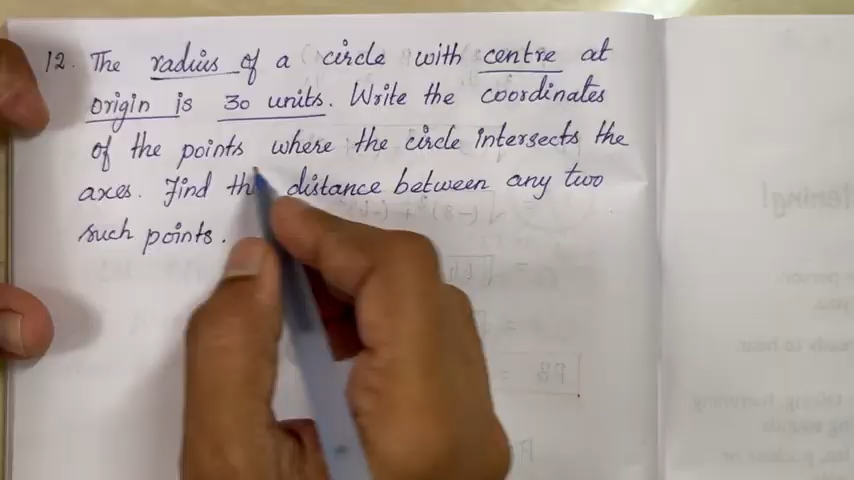 12. The radius of a circle with centre at
origin is 30 units. Write the coordinates
of the points where the circle intersects the
axes. Find the distance between any two
such points.